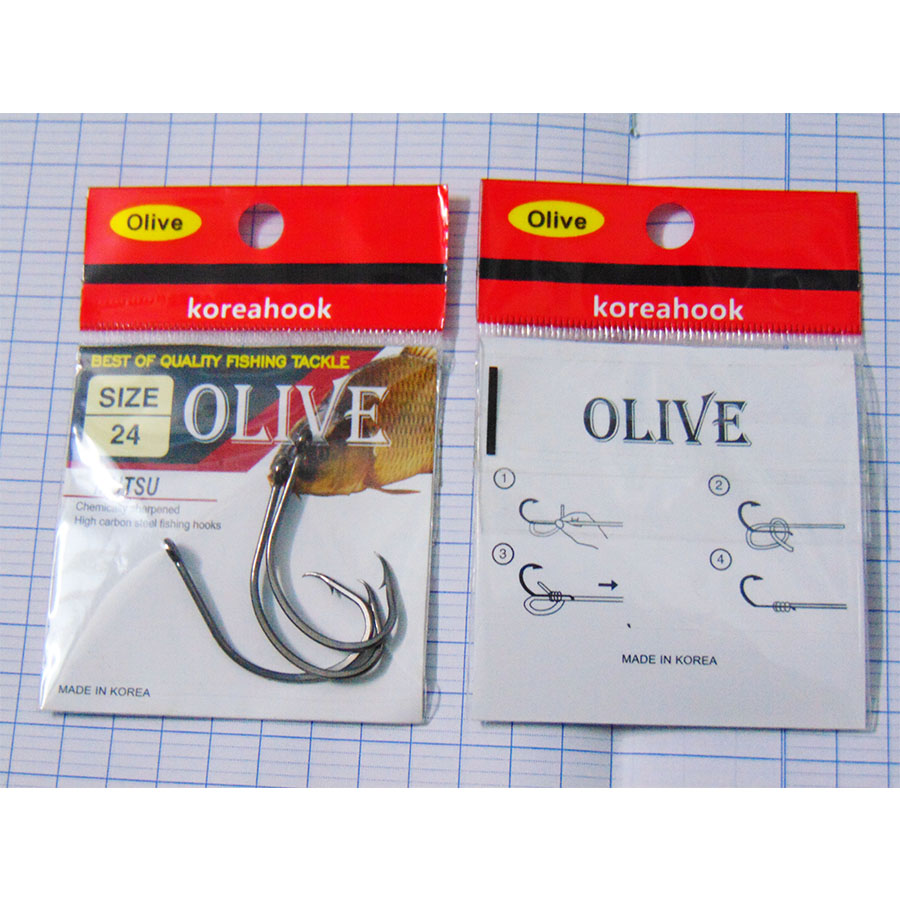 Olive
koreahook
BEST OF QUALITY FISHING TACKLE
SIZE
24
OLIVE
Chemically sharpened
High carbon steel fishing hooks
MADE IN KOREA
Olive
koreahook
OLIVE
1
2
3
4
MADE IN KOREA